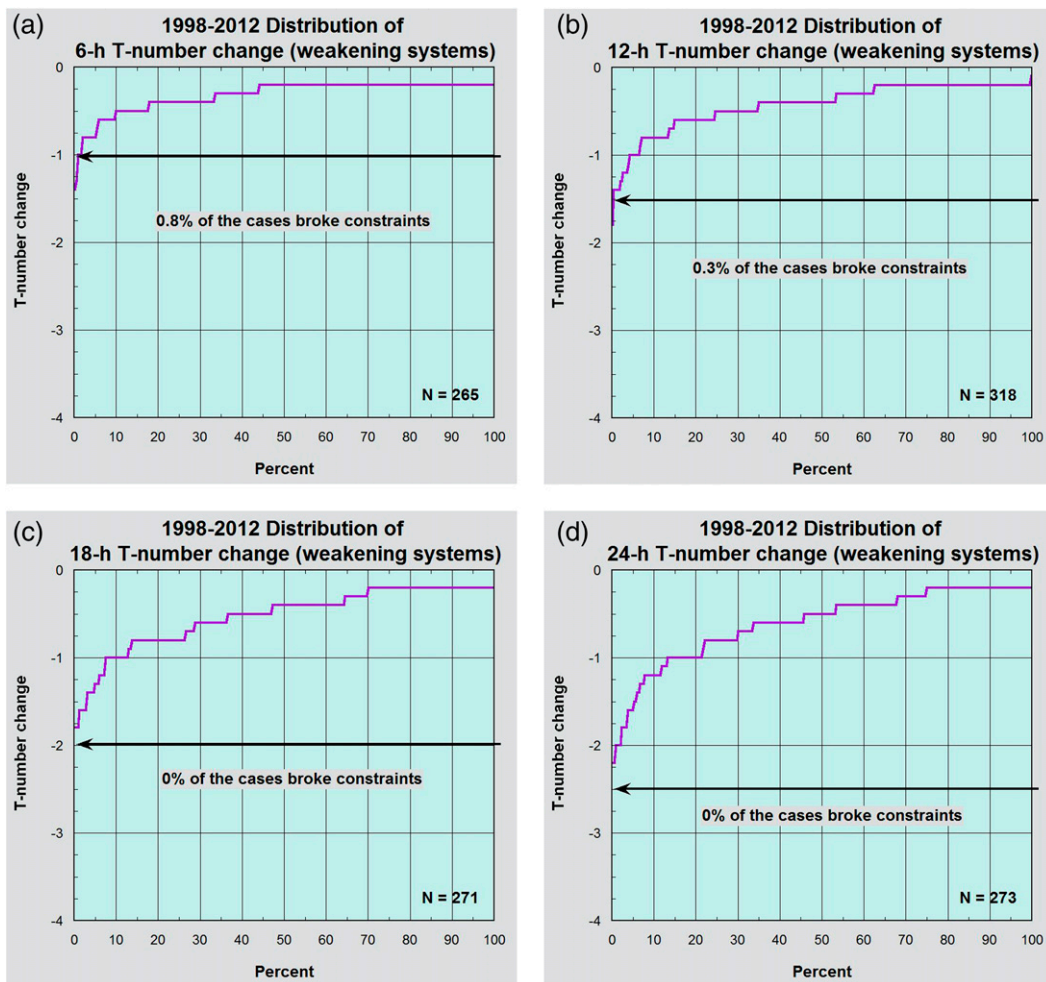 (a)
1998-2012 Distribution of
6-h T-number change (weakening systems)
0
-1
-2
-3
-4
T-number change
0.8% of the cases broke constraints
N = 265
0 10 20 30 40 50 60 70 80 90 100
Percent
(b)
1998-2012 Distribution of
12-h T-number change (weakening systems)
0
-1
-2
-3
-4
T-number change
0.3% of the cases broke constraints
N = 318
0 10 20 30 40 50 60 70 80 90 100
Percent
(c)
1998-2012 Distribution of
18-h T-number change (weakening systems)
0
-1
-2
-3
-4
T-number change
0% of the cases broke constraints
N = 271
0 10 20 30 40 50 60 70 80 90 100
Percent
(d)
1998-2012 Distribution of
24-h T-number change (weakening systems)
0
-1
-2
-3
-4
T-number change
0% of the cases broke constraints
N = 273
0 10 20 30 40 50 60 70 80 90 100
Percent